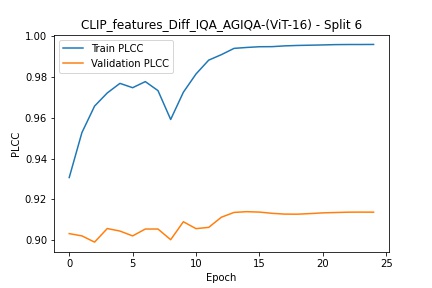 CLIP_features_Diff_IQA_AGIQA-(ViT-16) - Split 6
Train PLCC
Validation PLCC
PLCC
1.00
0.98
0.96
0.94
0.92
0.90
0
5
10
15
20
25
Epoch